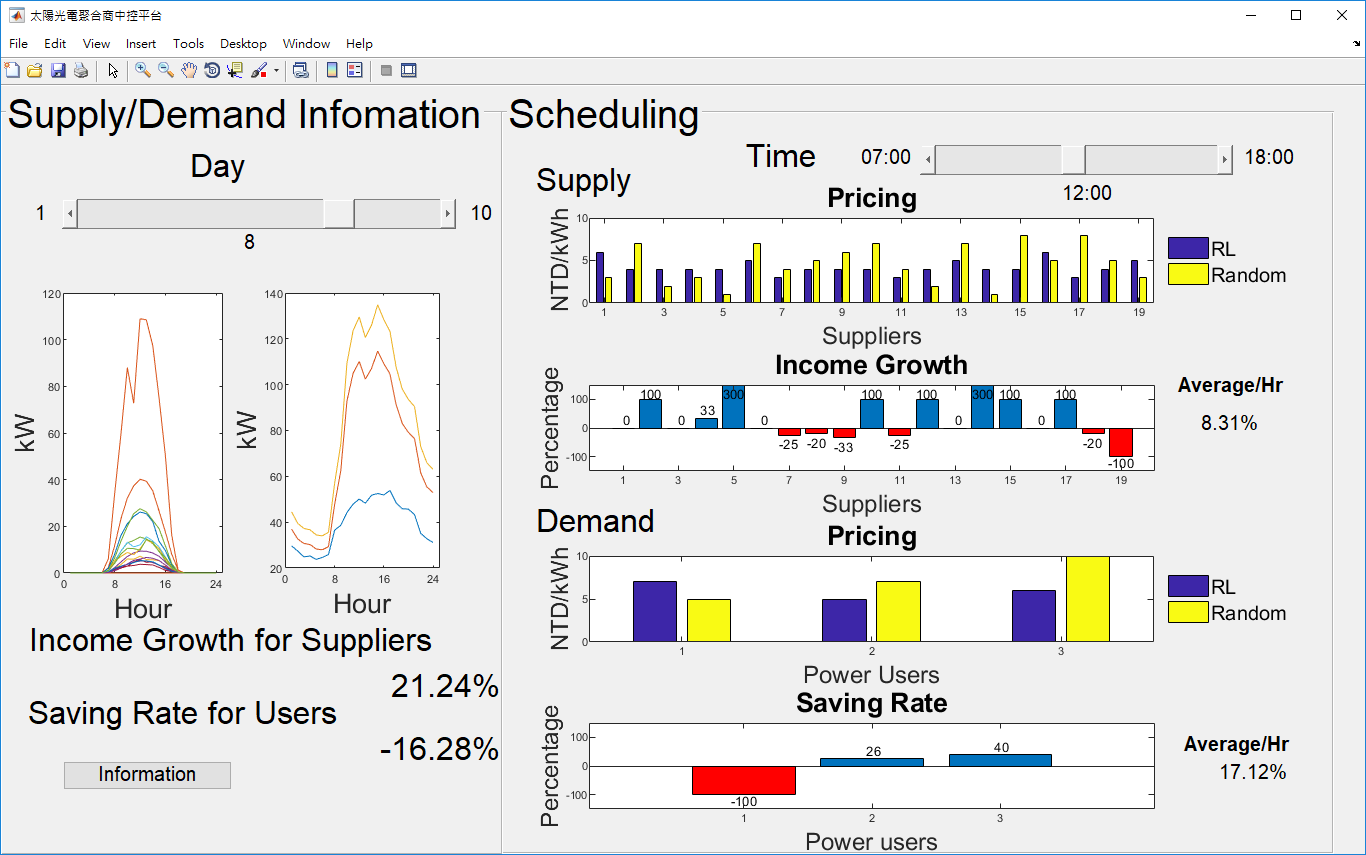 太陽光電聚合商中控平台
File Edit View Insert Tools Desktop Window Help
Supply/Demand Infomation
Day
1
10
8
120
100
80
60
40
20
0
kW
0 8 16 24
Hour
140
120
100
80
60
40
20
kW
0 8 16 24
Hour
Income Growth for Suppliers
21.24%
Saving Rate for Users
-16.28%
Information
Scheduling
Time 07:00 18:00
12:00
Supply
Pricing
NTD/kWh
10
5
0
1 3 5 7 9 11 13 15 17 19
Suppliers
RL
Random
Income Growth
Percentage
100
0
-100
0 100 0 33 300 0 -25 -20 -33 100 -25 100 0 300 100 0 100 -20 -100
1 3 5 7 9 11 13 15 17 19
Suppliers
Average/Hr
8.31%
Demand
Pricing
NTD/kWh
10
5
0
1 2 3
Power Users
RL
Random
Saving Rate
Percentage
100
0
-100
-100 26 40
1 2 3
Power users
Average/Hr
17.12%